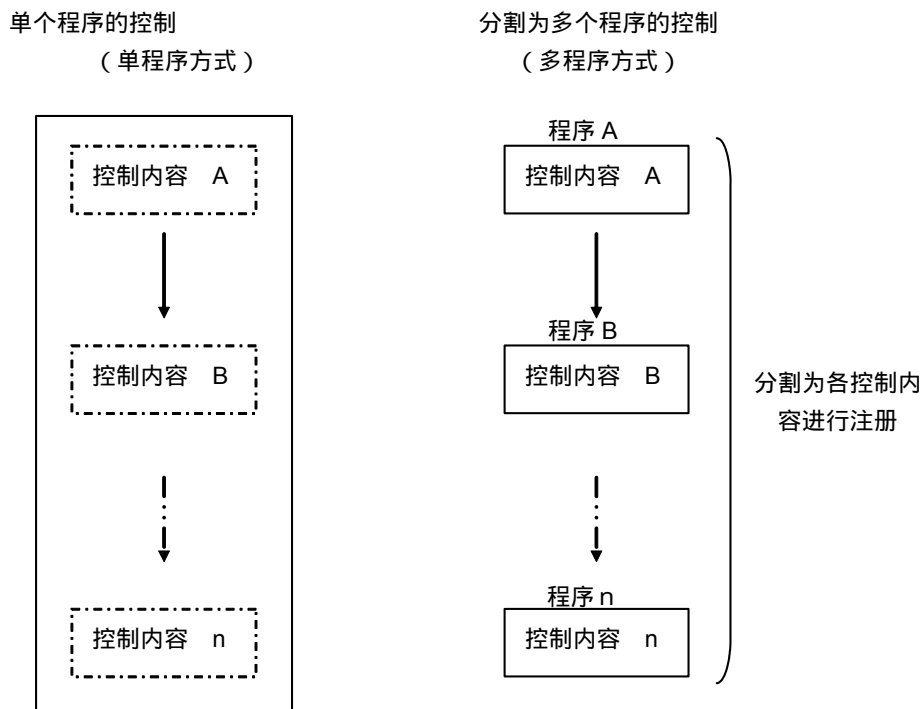 单个程序的控制
（单程序方式）
控制内容 A
控制内容 B
控制内容 n
分割为多个程序的控制
（多程序方式）
程序 A
控制内容 A
程序 B
控制内容 B
程序 n
控制内容 n
分割为各控制内
容进行注册